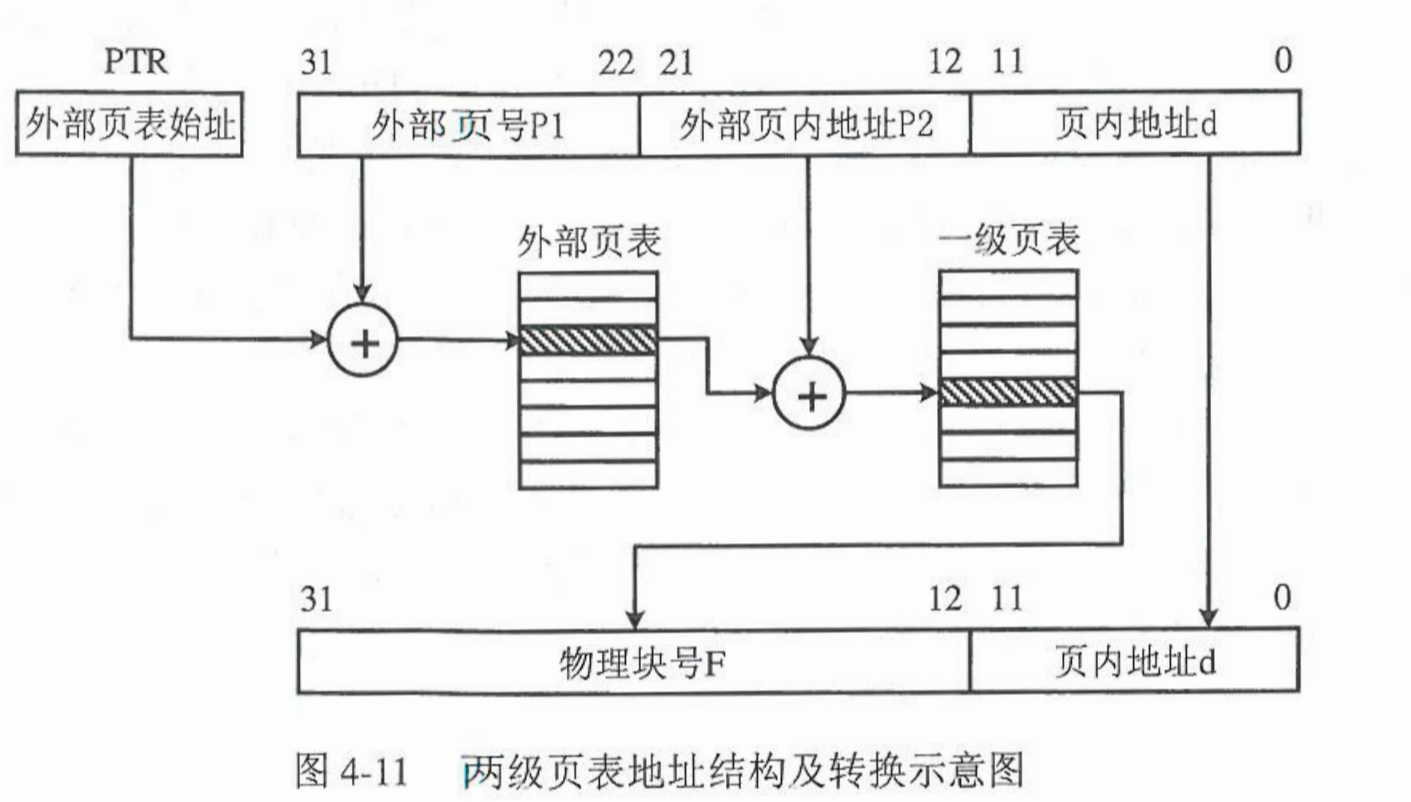 PTR 31 22 21 12 11 0
外部页表始址 外部页号P1 外部页内地址P2 页内地址d
外部页表 一级页表
+
+
31 12 11 0
物理块号F 页内地址d
图 4-11 两级页表地址结构及转换示意图